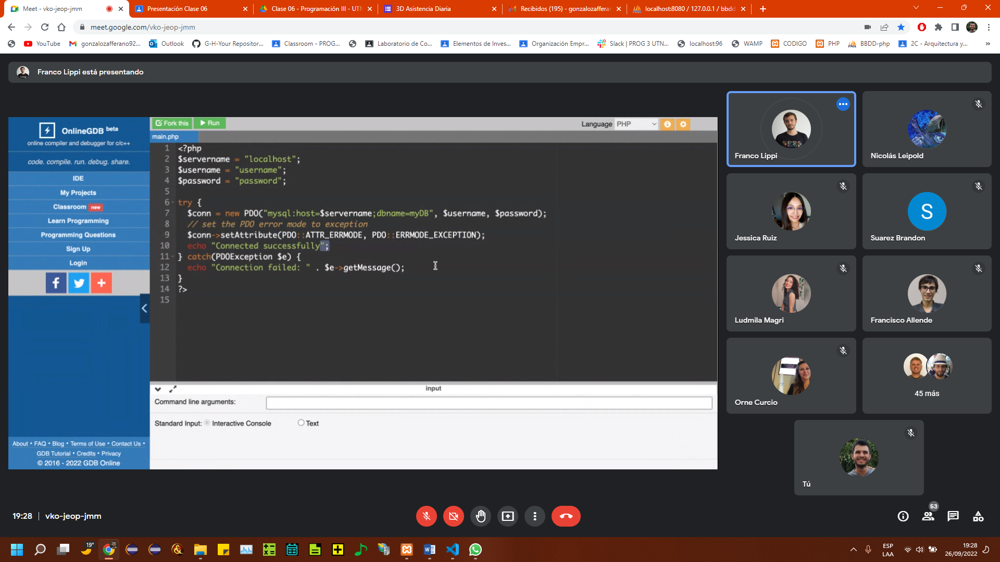 Meet - vko-jeop-jmm
Presentación Clase 06
Clase 06 - Programación III - UTN
3D Asistencia Diaria
Recibidos (195) - gonzalozafferan
localhost:8080 / 127.0.0.1 / bbdd
meet.google.com/vko-jeop-jmm
YouTube
gonzalozafferano92...
Outlook
G-H-Your Repositor...
Classroom - PROG...
Laboratorio de Co...
Elementos de Inves...
Organización Empr...
Slack | PROG 3 UTN...
localhost:96
WAMP
CODIGO
PHP
BBDD-php
2C - Arquitectura y...
»
Franco Lippi está presentando
OnlineGDB beta
online compiler and debugger for c/c++
code. compile. run. debug. share.
IDE
My Projects
Classroom new
Learn Programming
Programming Questions
Sign Up
Login
About • FAQ • Blog • Terms of Use • Contact Us •
GDB Tutorial • Credits • Privacy
© 2016 - 2022 GDB Online
Fork this
Run
Language PHP
main.php
1 <?php
2 $servername = "localhost";
3 $username = "username";
4 $password = "password";
5
6 try {
7 $conn = new PDO("mysql:host=$servername;dbname=myDB", $username, $password);
8 // set the PDO error mode to exception
9 $conn->setAttribute(PDO::ATTR_ERRMODE, PDO::ERRMODE_EXCEPTION);
10 echo "Connected successfully";
11 } catch(PDOException $e) {
12 echo "Connection failed: " . $e->getMessage();
13 }
14 ?>
15
input
Command line arguments:
Standard Input: Interactive Console Text
Franco Lippi
Nicolás Leipold
Jessica Ruiz
S
Suarez Brandon
Ludmila Magri
Francisco Allende
Orne Curcio
45 más
Tú
19:28 | vko-jeop-jmm
53
19°
ESP
LAA
19:28
26/09/2022